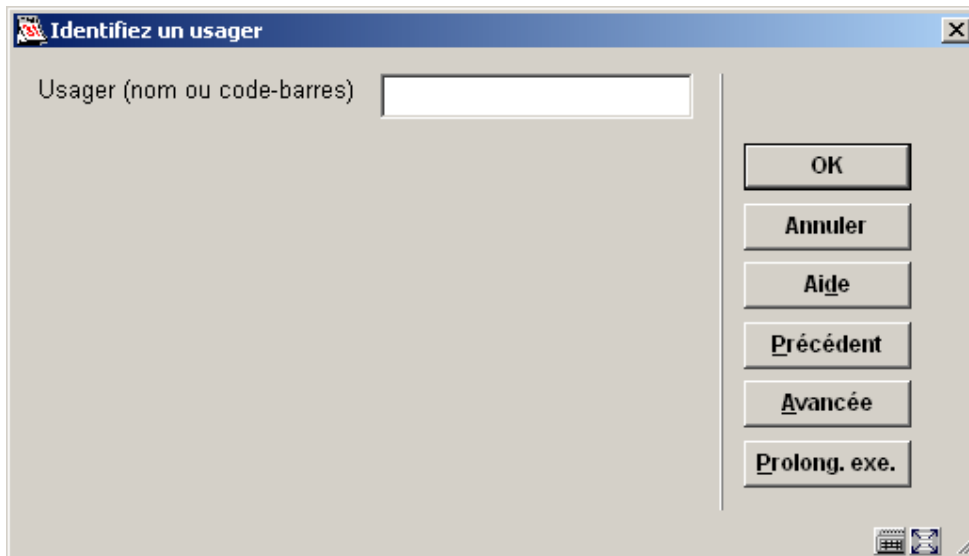 Identifiez un usager
Usager (nom ou code-barres)
OK
Annuler
Aide
Précédent
Avancée
Prolong. exe.